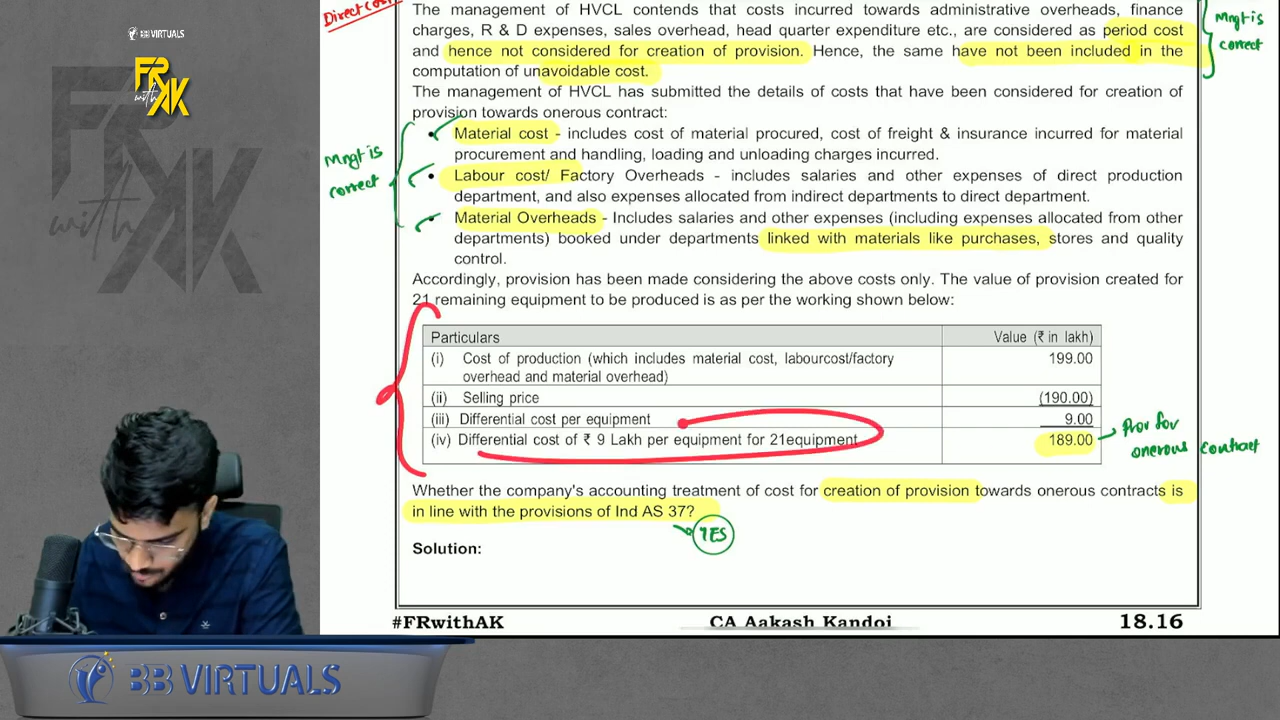 Direct cos
BB VIRTUALS
FR
with
AK
FR
with
AK
The management of HVCL contends that costs incurred towards administrative overheads, finance
charges, R & D expenses, sales overhead, head quarter expenditure etc., are considered as period cost
and hence not considered for creation of provision. Hence, the same have not been included in the
computation of unavoidable cost.
Mngt is
correct
The management of HVCL has submitted the details of costs that have been considered for creation of
provision towards onerous contract:
Mngt is
correct
• Material cost - includes cost of material procured, cost of freight & insurance incurred for material
procurement and handling, loading and unloading charges incurred.
• Labour cost/ Factory Overheads - includes salaries and other expenses of direct production
department, and also expenses allocated from indirect departments to direct department.
• Material Overheads - Includes salaries and other expenses (including expenses allocated from other
departments) booked under departments linked with materials like purchases, stores and quality
control.
Accordingly, provision has been made considering the above costs only. The value of provision created for
21 remaining equipment to be produced is as per the working shown below:
Particulars Value (₹ in lakh)
(i) Cost of production (which includes material cost, labourcost/factory 199.00
overhead and material overhead)
(ii) Selling price (190.00)
(iii) Differential cost per equipment 9.00
(iv) Differential cost of ₹ 9 Lakh per equipment for 21equipment 189.00
Prov for
onerous contract
Whether the company's accounting treatment of cost for creation of provision towards onerous contracts is
in line with the provisions of Ind AS 37?
YES
Solution:
#FRwithAK CA Aakash Kandoi 18.16
BB VIRTUALS